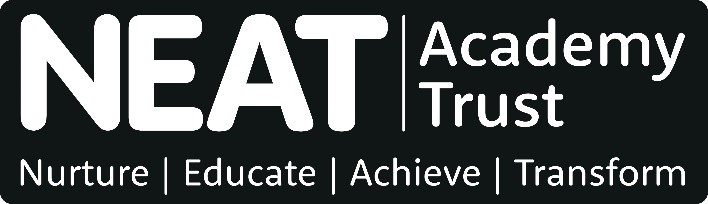 NEAT
Academy
Trust
Nurture | Educate | Achieve | Transform